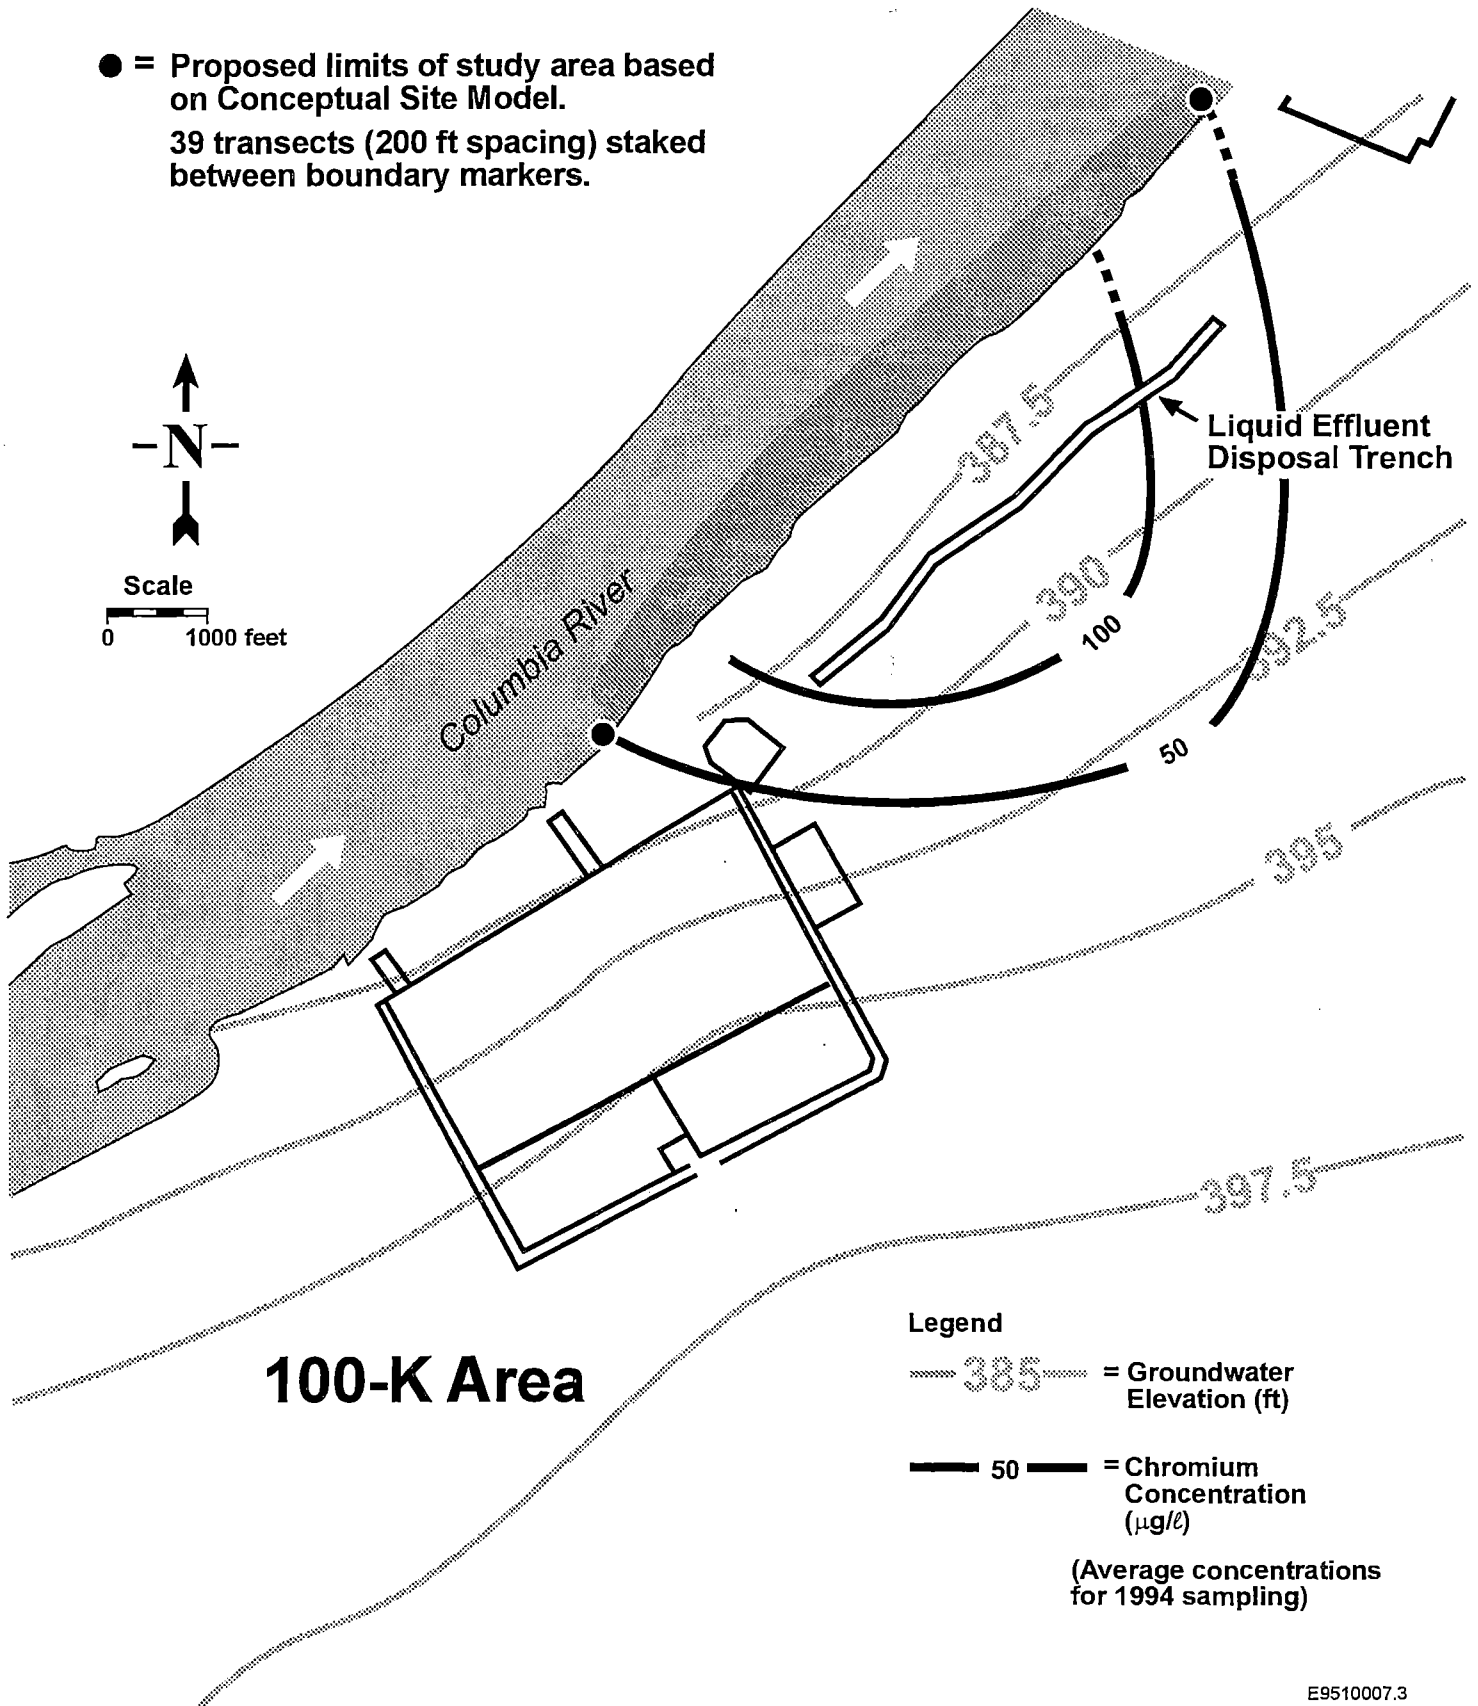 = Proposed limits of study area based
on Conceptual Site Model.
39 transects (200 ft spacing) staked
between boundary markers.
N
Scale
0 1000 feet
Columbia River
387.5
Liquid Effluent
Disposal Trench
390
100
392.5
50
395
397.5
100-K Area
Legend
385 = Groundwater
Elevation (ft)
50 = Chromium
Concentration
(µg/ℓ)
(Average concentrations
for 1994 sampling)
E9510007.3